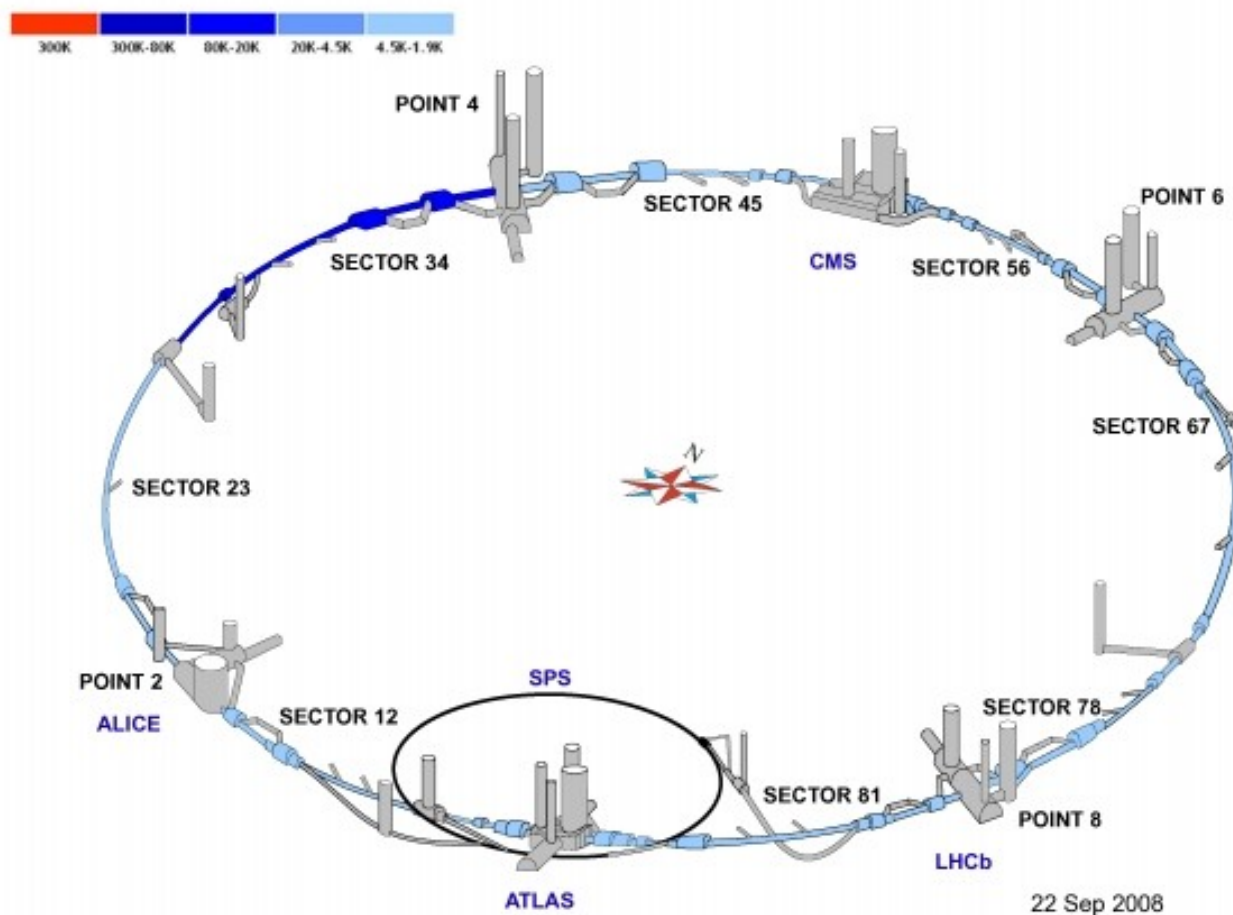 300K 300K-80K 80K-20K 20K-4.5K 4.5K-1.9K
POINT 4
SECTOR 45
POINT 6
SECTOR 34
CMS
SECTOR 56
SECTOR 67
N
SECTOR 23
POINT 2
SPS
ALICE
SECTOR 12
SECTOR 78
SECTOR 81
POINT 8
LHCb
ATLAS
22 Sep 2008